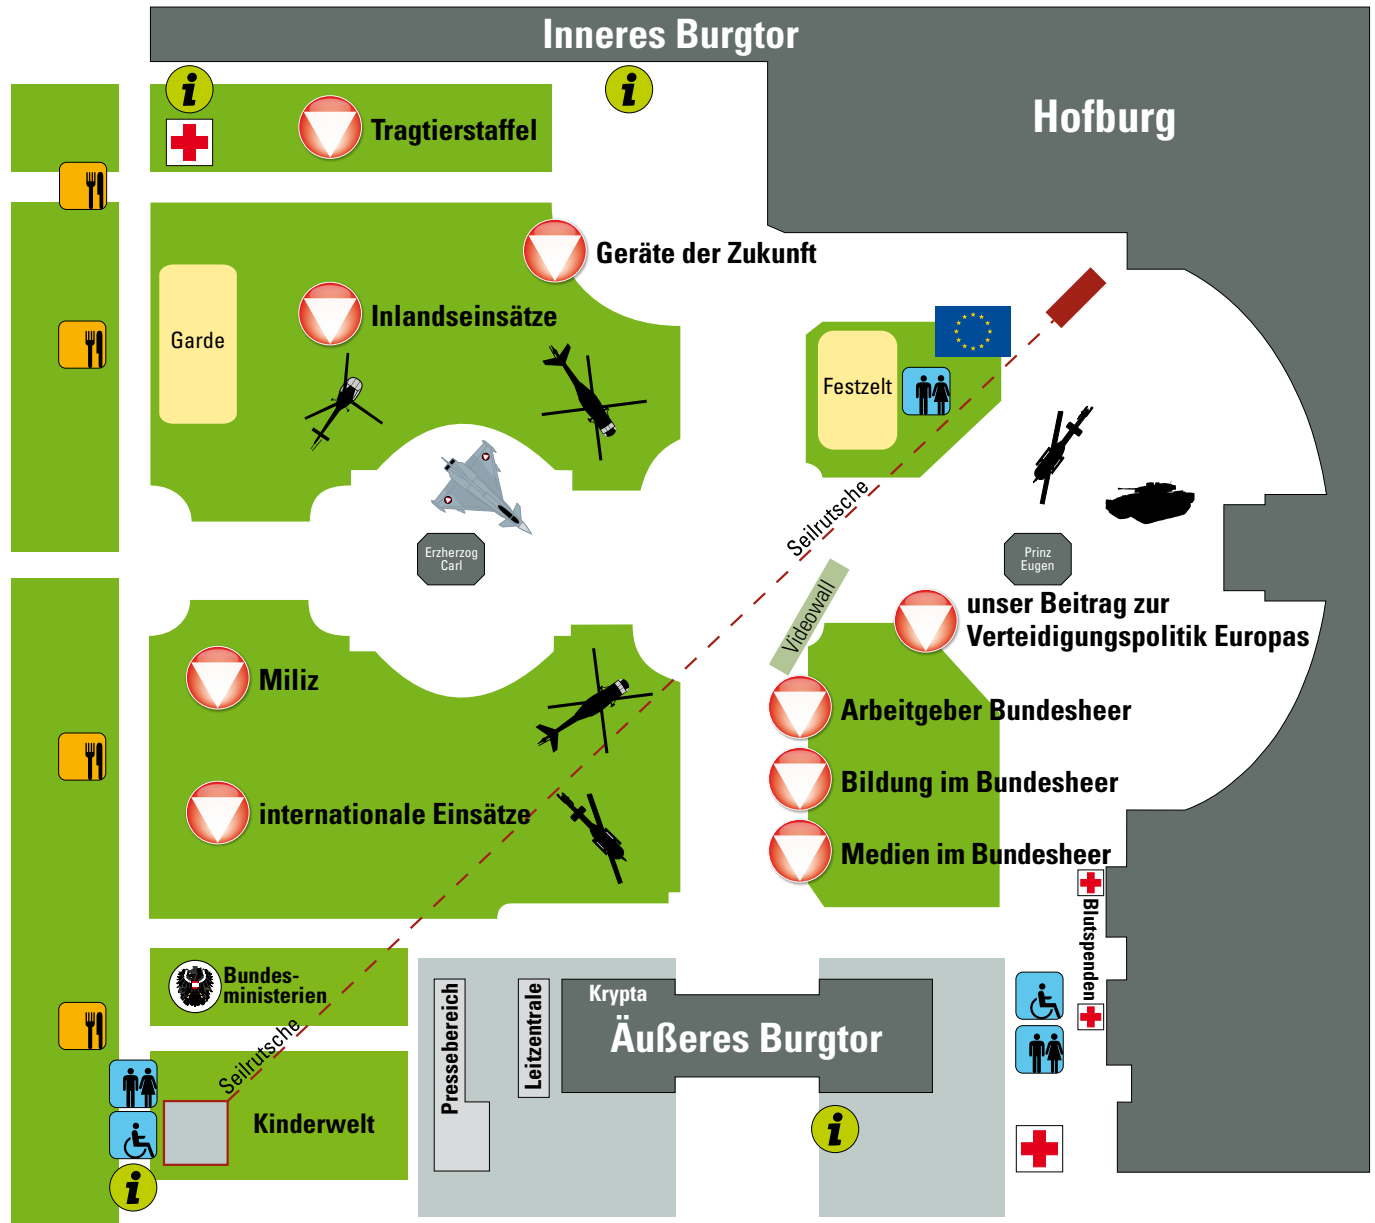 Inneres Burgtor
Hofburg
i
i
Tragtierstaffel
Geräte der Zukunft
Inlandseinsätze
Garde
Festzelt
Seilrutsche
Erzherzog
Carl
Prinz
Eugen
Videowall
unser Beitrag zur
Verteidigungspolitik Europas
Miliz
Arbeitgeber Bundesheer
Bildung im Bundesheer
internationale Einsätze
Medien im Bundesheer
Blutspenden
Bundes-
ministerien
Seilrutsche
Pressebereich
Leitzentrale
Krypta
Äußeres Burgtor
Kinderwelt
i
i